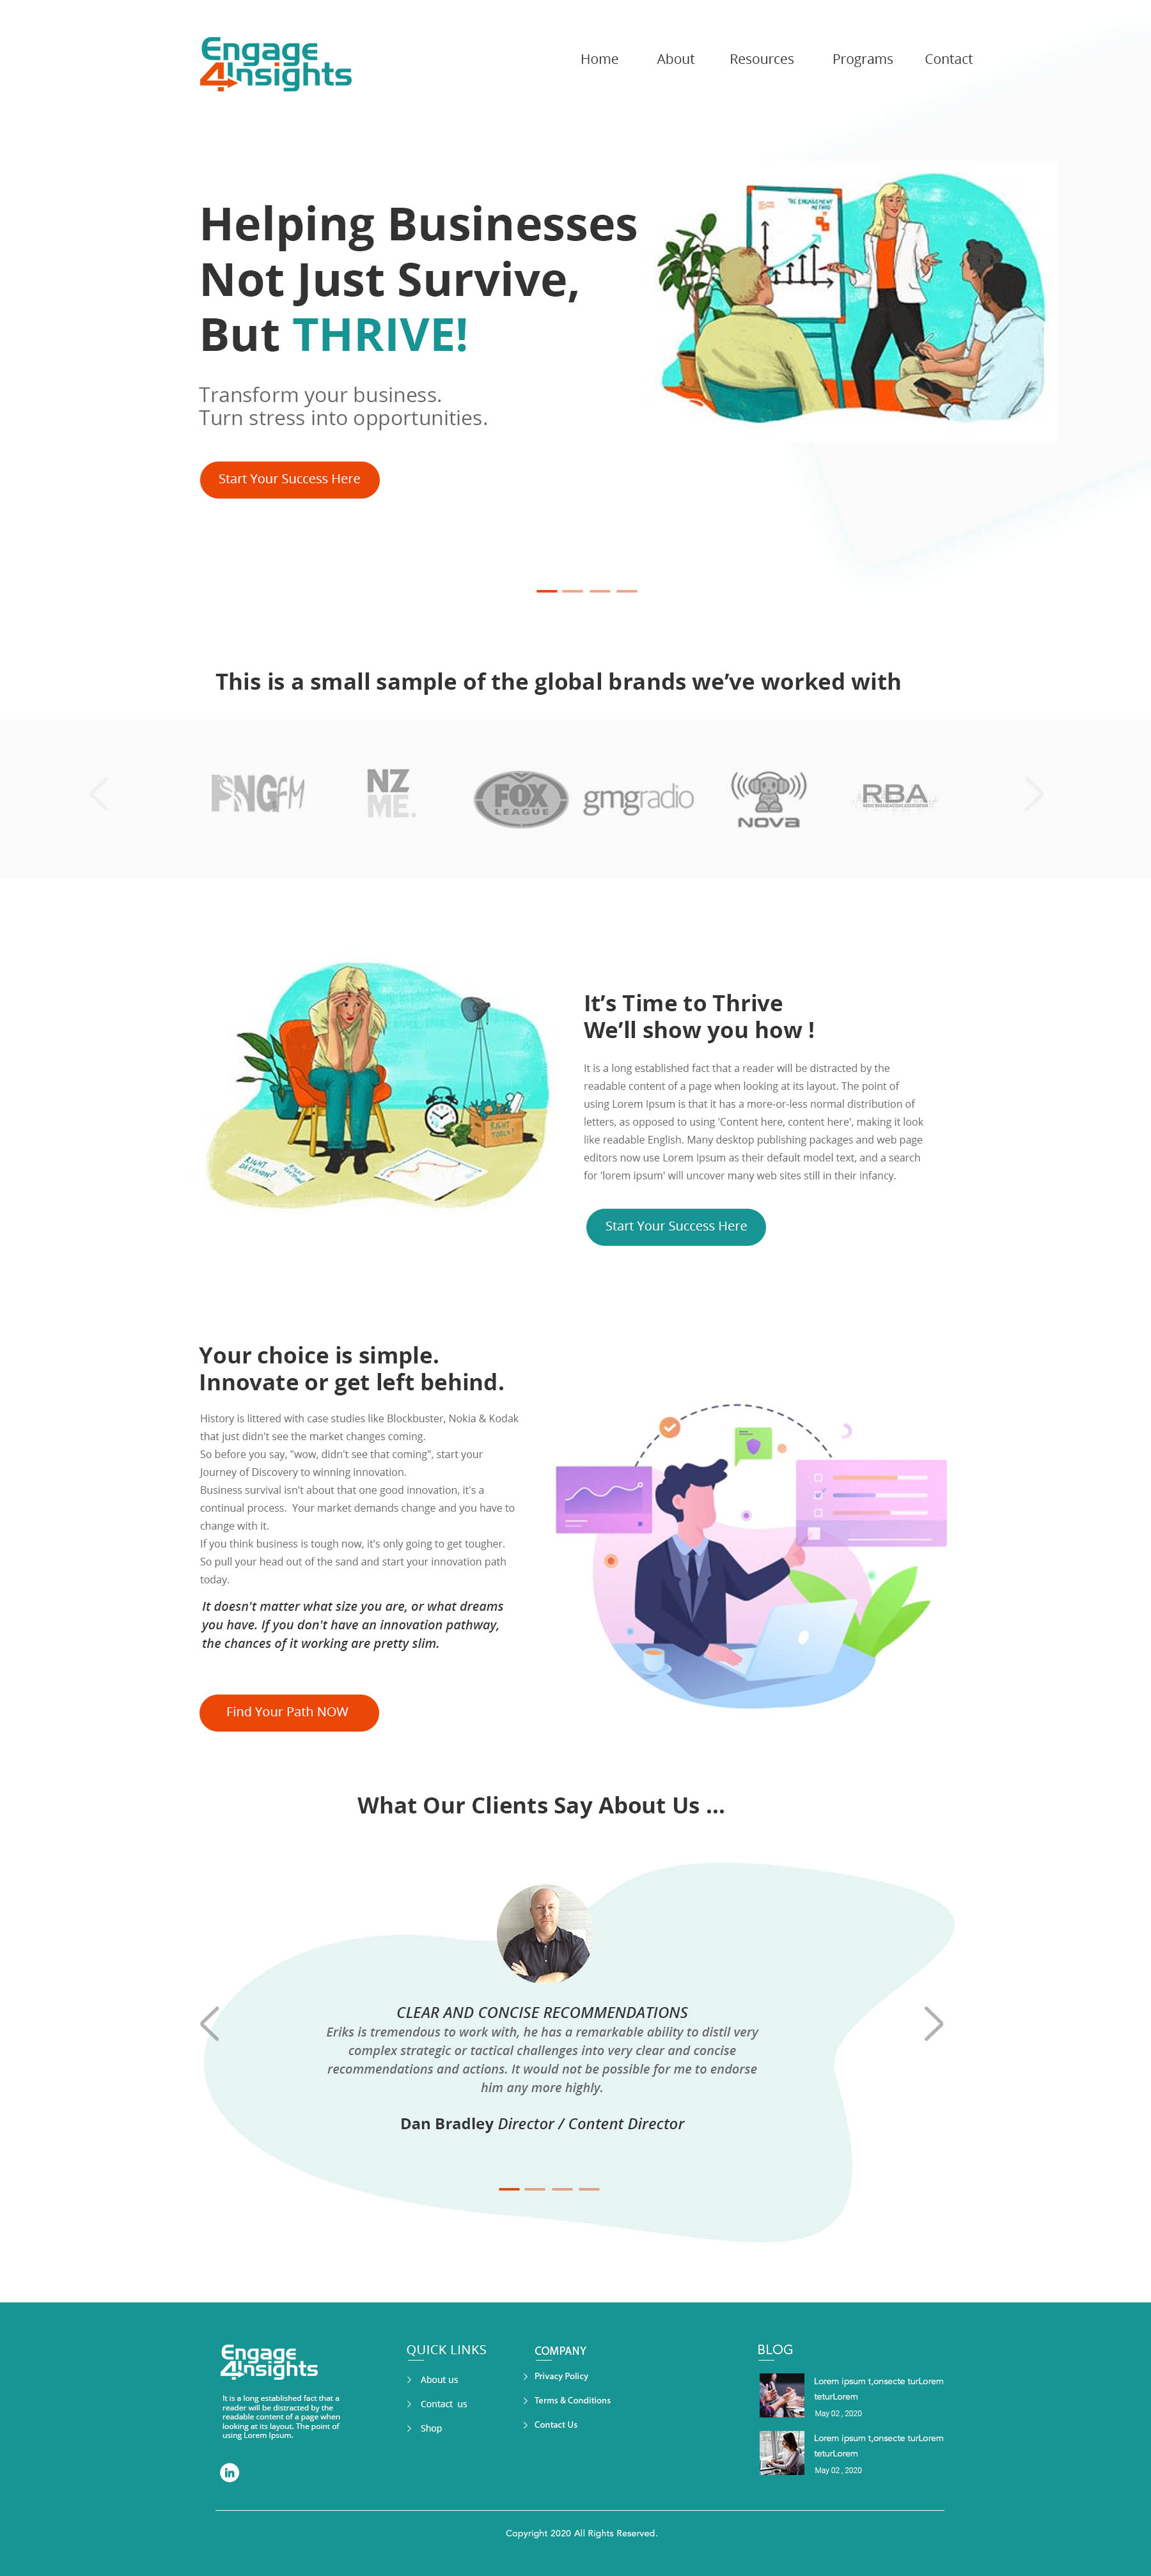 Engage
4Insights
Home About Resources Programs Contact
Helping Businesses
Not Just Survive,
But THRIVE!
Transform your business.
Turn stress into opportunities.
Start Your Success Here
THE ENGAGEMENT
METHOD
This is a small sample of the global brands we’ve worked with
PNGFM
NZ
ME.
FOX
LEAGUE
gmgradio
NOVA
RBA
RADIO BROADCASTERS ASSOCIATION
RIGHT
DECISION?
RIGHT
RIGHT
TOOLS?
It’s Time to Thrive
We’ll show you how !
It is a long established fact that a reader will be distracted by the
readable content of a page when looking at its layout. The point of
using Lorem Ipsum is that it has a more-or-less normal distribution of
letters, as opposed to using 'Content here, content here', making it look
like readable English. Many desktop publishing packages and web page
editors now use Lorem Ipsum as their default model text, and a search
for 'lorem ipsum' will uncover many web sites still in their infancy.
Start Your Success Here
Your choice is simple.
Innovate or get left behind.
History is littered with case studies like Blockbuster, Nokia & Kodak
that just didn't see the market changes coming.
So before you say, "wow, didn't see that coming", start your
Journey of Discovery to winning innovation.
Business survival isn't about that one good innovation, it's a
continual process. Your market demands change and you have to
change with it.
If you think business is tough now, it's only going to get tougher.
So pull your head out of the sand and start your innovation path
today.
It doesn't matter what size you are, or what dreams
you have. If you don't have an innovation pathway,
the chances of it working are pretty slim.
Find Your Path NOW
What Our Clients Say About Us ...
CLEAR AND CONCISE RECOMMENDATIONS
Eriks is tremendous to work with, he has a remarkable ability to distil very
complex strategic or tactical challenges into very clear and concise
recommendations and actions. It would not be possible for me to endorse
him any more highly.
Dan Bradley Director / Content Director
Engage
4Insights
It is a long established fact that a
reader will be distracted by the
readable content of a page when
looking at its layout. The point of
using Lorem Ipsum.
in
QUICK LINKS
About us
Contact us
Shop
COMPANY
Privacy Policy
Terms & Conditions
Contact Us
BLOG
Lorem ipsum t,onsecte turLorem
teturLorem
May 02 , 2020
Lorem ipsum t,onsecte turLorem
teturLorem
May 02 , 2020
Copyright 2020 All Rights Reserved.